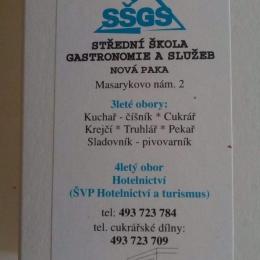 SŠGS
STŘEDNÍ ŠKOLA
GASTRONOMIE A SLUŽEB
NOVÁ PAKA
Masarykovo nám. 2
3leté obory:
Kuchař - číšník * Cukrář
Krejčí * Truhlář * Pekař
Sladovník - pivovarník
4letý obor
Hotelnictví
(ŠVP Hotelnictví a turismus)
tel: 493 723 784
tel. cukrářské dílny:
493 723 709